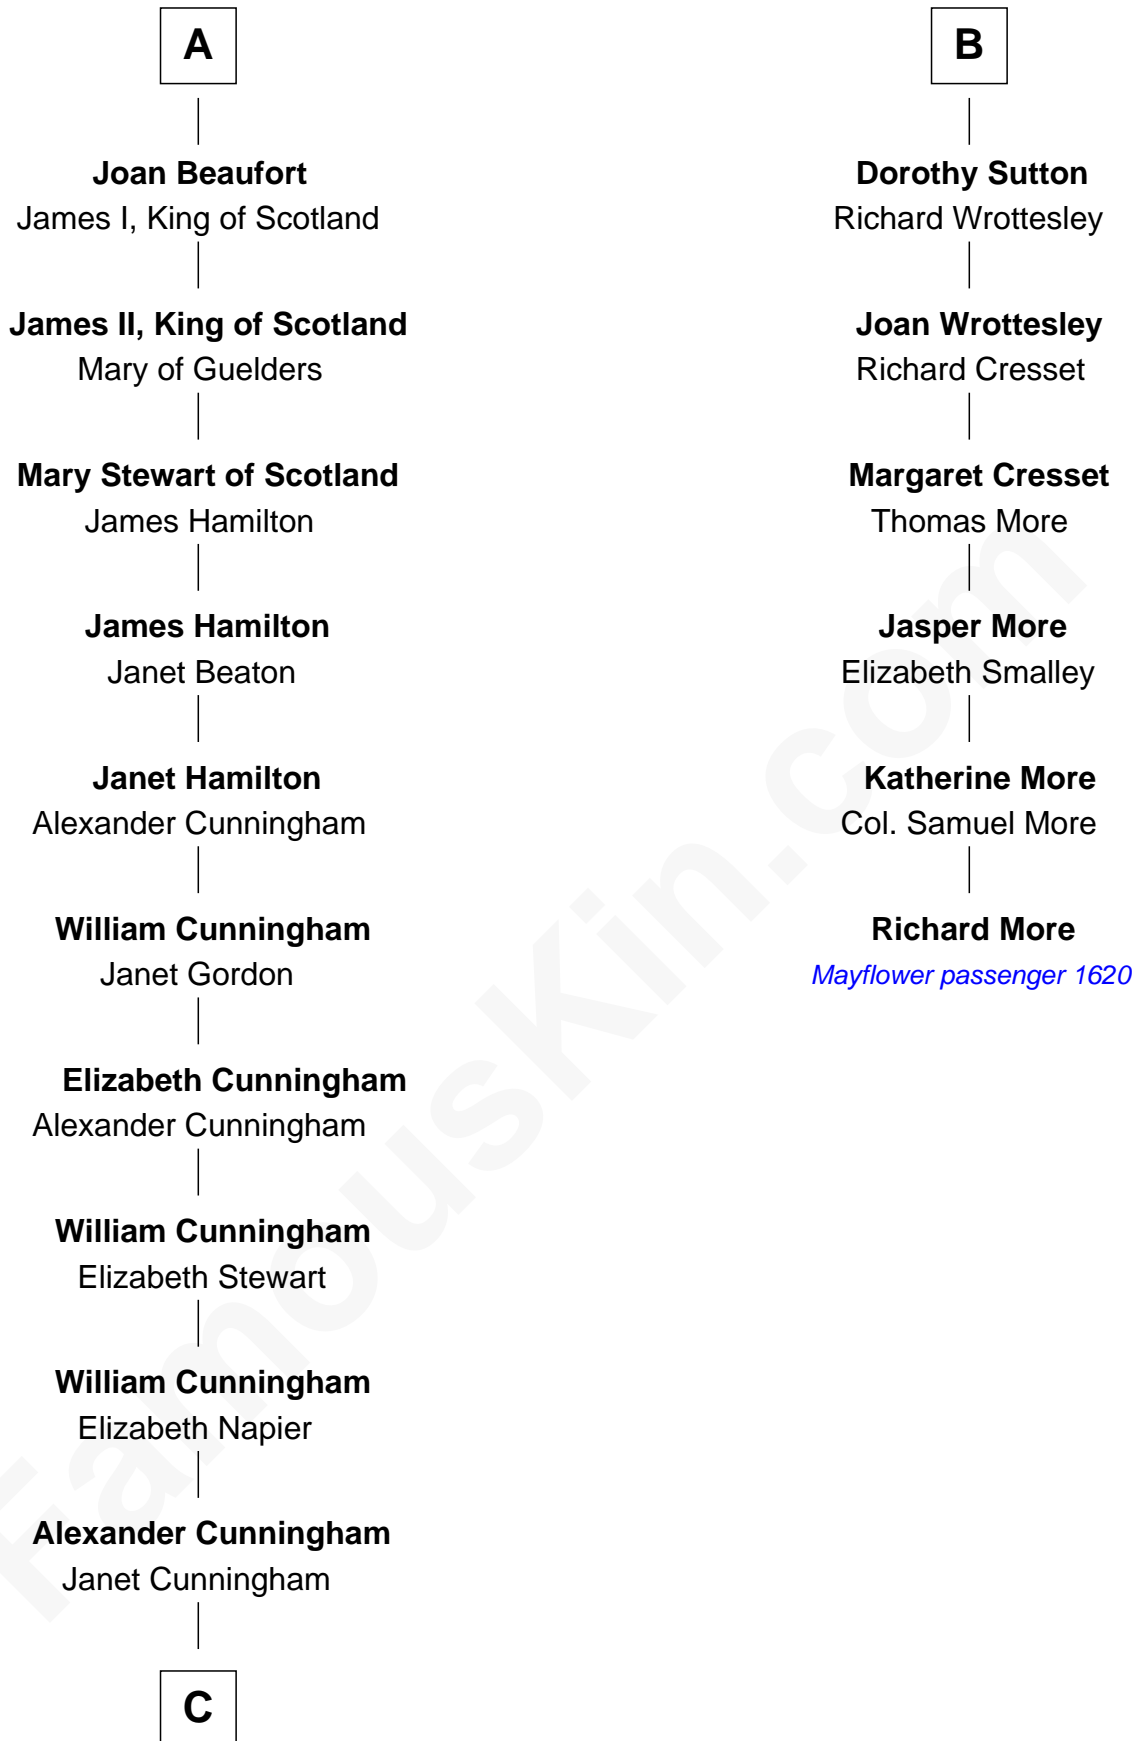 A
Joan Beaufort
James I, King of Scotland
James II, King of Scotland
Mary of Guelders
Mary Stewart of Scotland
James Hamilton
James Hamilton
Janet Beaton
Janet Hamilton
Alexander Cunningham
William Cunningham
Janet Gordon
Elizabeth Cunningham
Alexander Cunningham
William Cunningham
Elizabeth Stewart
William Cunningham
Elizabeth Napier
Alexander Cunningham
Janet Cunningham
C
B
Dorothy Sutton
Richard Wrottesley
Joan Wrottesley
Richard Cresset
Margaret Cresset
Thomas More
Jasper More
Elizabeth Smalley
Katherine More
Col. Samuel More
Richard More
Mayflower passenger 1620
FamousKin.com